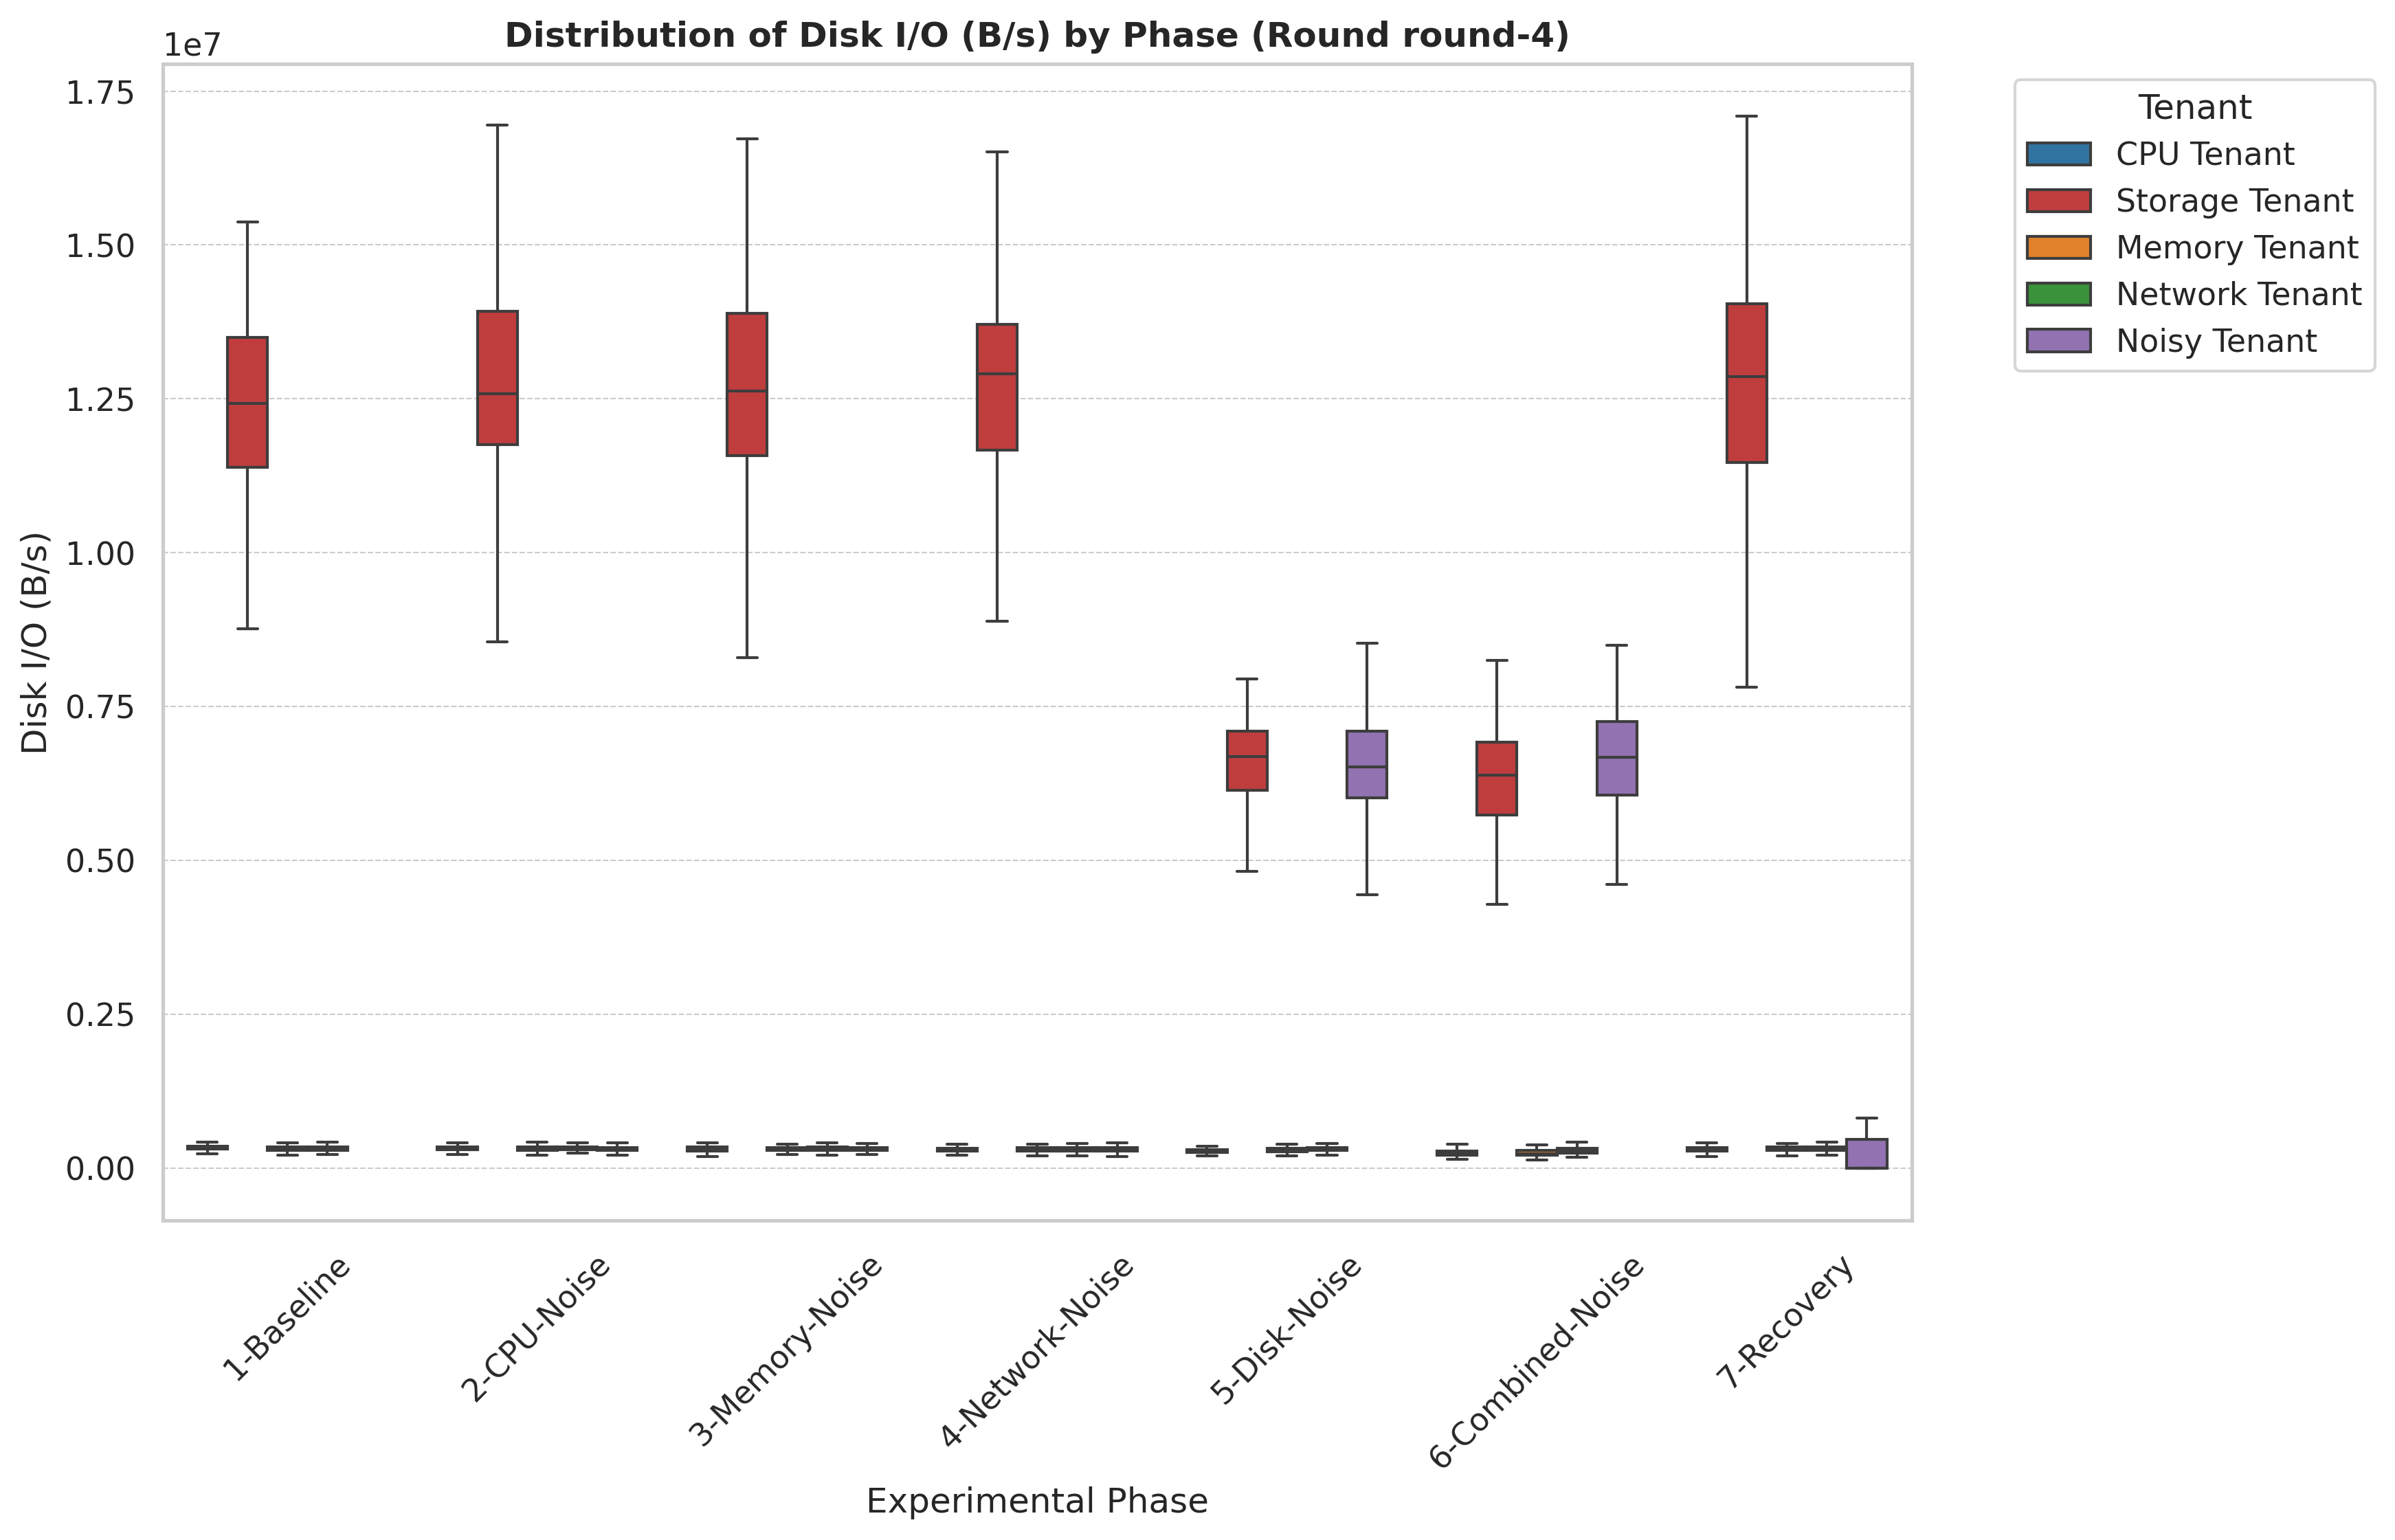 Distribution of Disk I/O (B/s) by Phase (Round round-4)
1e7
1.75
1.50
1.25
1.00
0.75
0.50
0.25
0.00
Disk I/O (B/s)
1-Baseline
2-CPU-Noise
3-Memory-Noise
4-Network-Noise
5-Disk-Noise
6-Combined-Noise
7-Recovery
Experimental Phase
Tenant
CPU Tenant
Storage Tenant
Memory Tenant
Network Tenant
Noisy Tenant